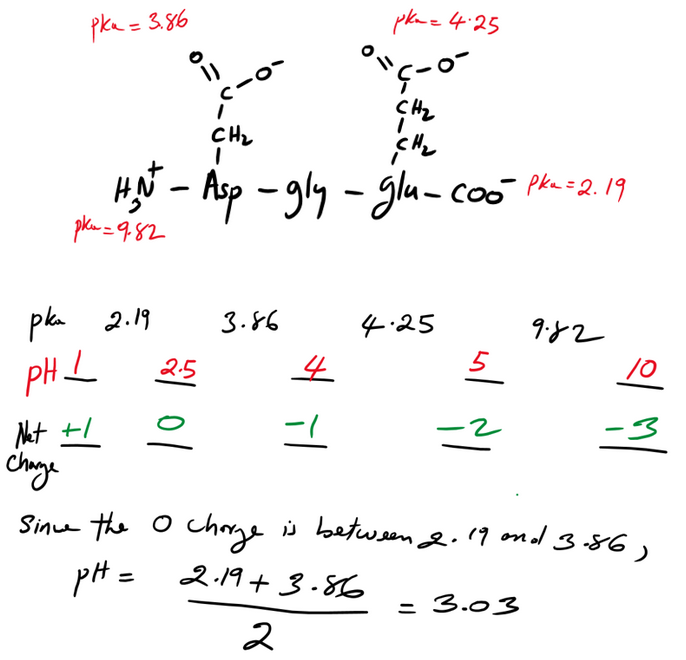 pka = 3.86 pka = 4.25
O O⁻ O O⁻
C C
CH₂ CH₂
CH₂
H₃N⁺ – Asp – gly – glu – COO⁻ pka = 2.19
pka = 9.82
pka 2.19 3.86 4.25 9.82
pH 1 2.5 4 5 10
Net +1 0 -1 -2 -3
Charge
Since the 0 charge is between 2.19 and 3.86,
pH = 2.19 + 3.86 = 3.03
2